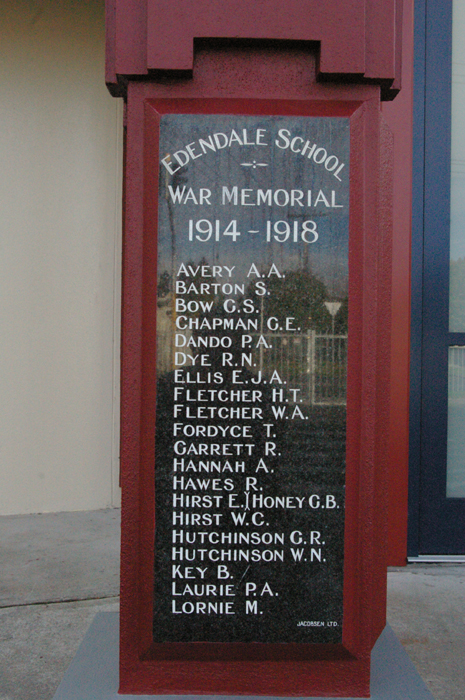 EDENDALE SCHOOL
WAR MEMORIAL
1914-1918
AVERY A.A.
BARTON S.
BOW G.S.
CHAPMAN C.E.
DANDO P.A.
DYE R.N.
ELLIS E.J.A.
FLETCHER H.T.
FLETCHER W.A.
FORDYCE T.
GARRETT R.
HANNAH A.
HAWES R.
HIRST E. HONEY G.B.
HIRST W.C.
HUTCHINSON G.R.
HUTCHINSON W.N.
KEY B.
LAURIE P.A.
LORNIE M.
JACOBSEN LTD.